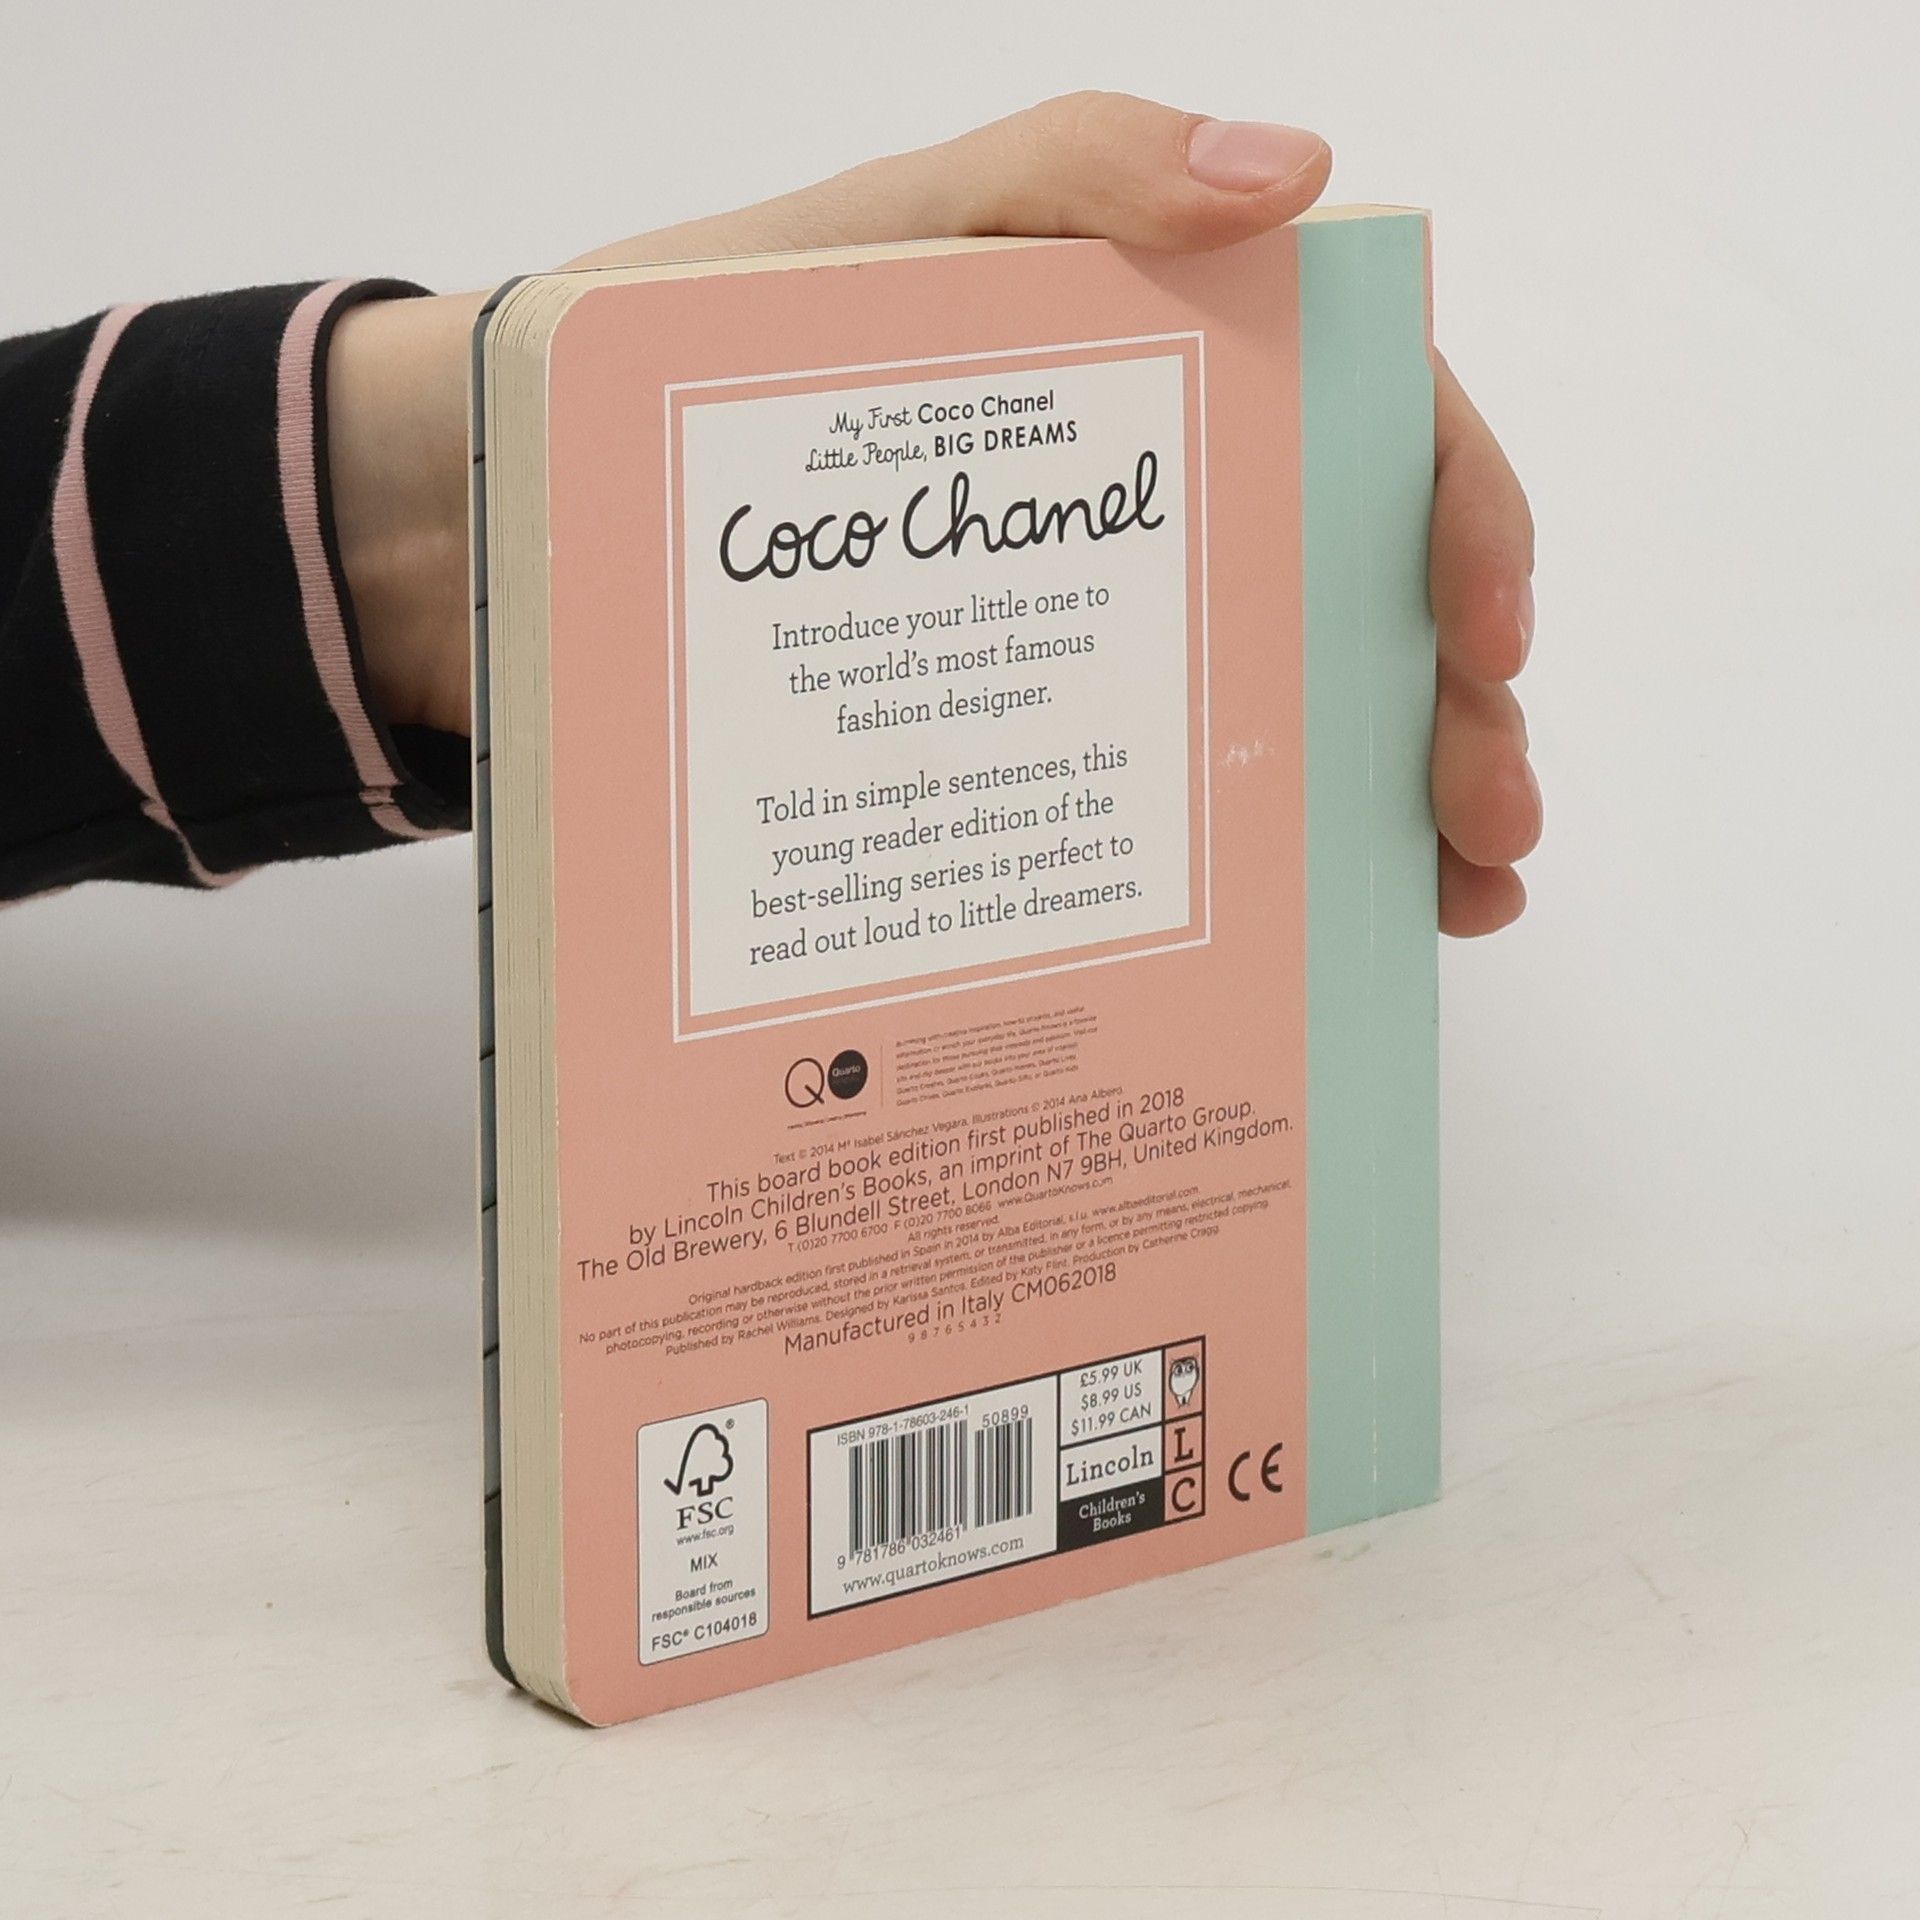 My First Coco Chanel
Little People, BIG DREAMS
Coco Chanel
Introduce your little one to
the world's most famous
fashion designer.
Told in simple sentences, this
young reader edition of the
best-selling series is perfect to
read out loud to little dreamers.
Quarto
Text © 2014 Mª Isabel Sánchez Vegara. Illustrations © 2014 Ana Albero.
This board book edition first published in 2018
by Lincoln Children's Books, an imprint of The Quarto Group.
The Old Brewery, 6 Blundell Street, London N7 9BH, United Kingdom.
T (0)20 7700 6700 F (0)20 7700 8066 www.QuartoKnows.com
All rights reserved.
Original hardback edition first published in Spain in 2014 by Alba Editorial, s.l.u. www.albaeditorial.com
No part of this publication may be reproduced, stored in a retrieval system, or transmitted, in any form, or by any means, electrical, mechanical,
photocopying, recording or otherwise without the prior written permission of the publisher or a licence permitting restricted copying.
Published by Rachel Williams. Designed by Karissa Santos. Edited by Katy Flint. Production by Catherine Cragg
Manufactured in Italy CM062018
9 8 7 6 5 4 3 2
FSC®
www.fsc.org
MIX
Board from
responsible sources
FSC® C104018
ISBN 978-1-78603-246-1
50899
9 781786 032461
www.quartoknows.com
£5.99 UK
$8.99 US
$11.99 CAN
Lincoln
Children's
Books
L
C
CE